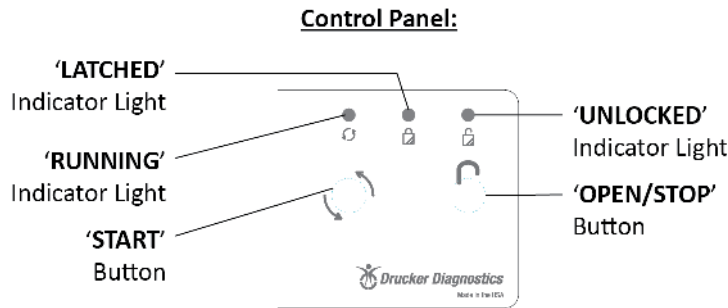 Control Panel:
‘LATCHED’
Indicator Light
‘RUNNING’
Indicator Light
‘START’
Button
‘UNLOCKED’
Indicator Light
‘OPEN/STOP’
Button
Drucker Diagnostics
Made in the USA